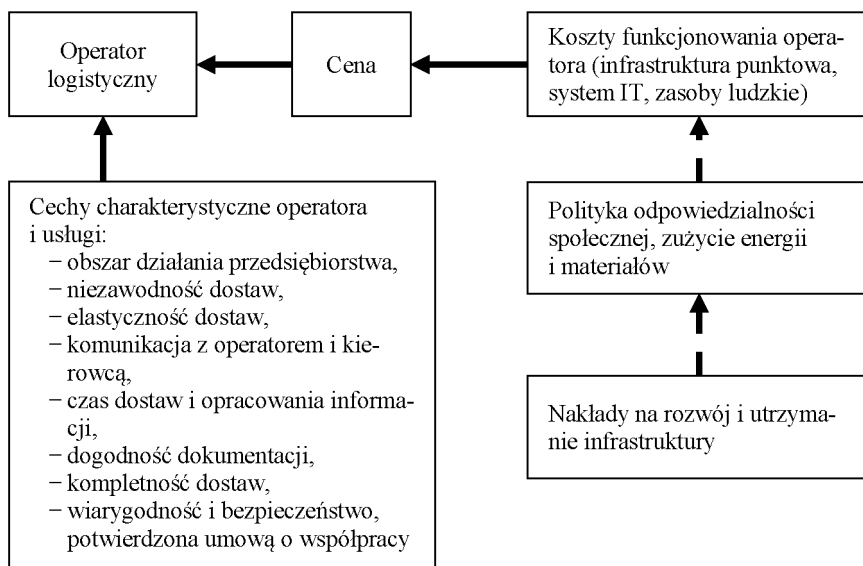 Operator
logistyczny
Cena
Koszty funkcjonowania opera-
tora (infrastruktura punktowa,
system IT, zasoby ludzkie)
Cechy charakterystyczne operatora
i usługi:
− obszar działania przedsiębiorstwa,
− niezawodność dostaw,
− elastyczność dostaw,
− komunikacja z operatorem i kie-
rowcą,
− czas dostaw i opracowania informa-
cji,
− dogodność dokumentacji,
− kompletność dostaw,
− wiarygodność i bezpieczeństwo,
potwierdzona umową o współpracy
Polityka odpowiedzialności
społecznej, zużycie energii
i materiałów
Nakłady na rozwój i utrzyma-
nie infrastruktury